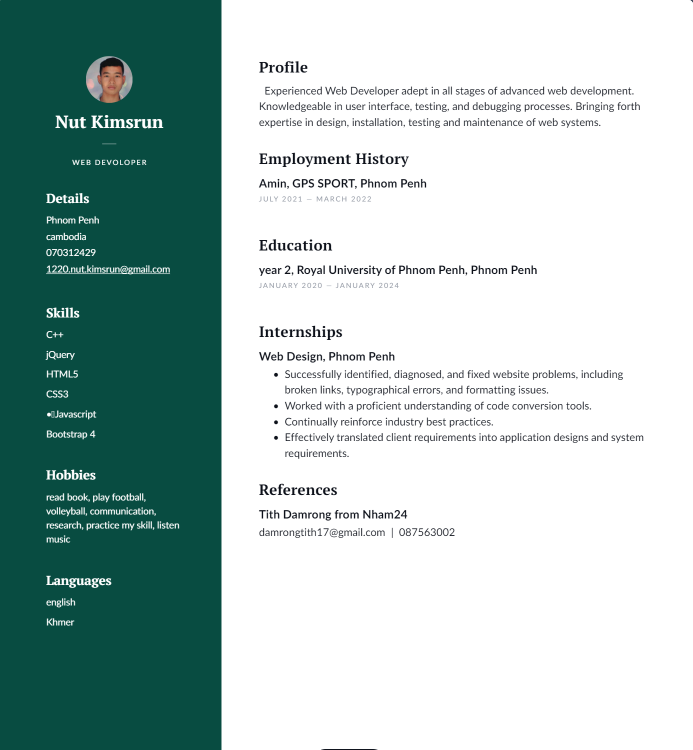 Nut Kimsrun
WEB DEVOLOPER
Details
Phnom Penh
cambodia
070312429
1220.nut.kimsrun@gmail.com
Skills
C++
jQuery
HTML5
CSS3
•▯Javascript
Bootstrap 4
Hobbies
read book, play football,
volleyball, communication,
research, practice my skill, listen
music
Languages
english
Khmer
Profile
Experienced Web Developer adept in all stages of advanced web development.
Knowledgeable in user interface, testing, and debugging processes. Bringing forth
expertise in design, installation, testing and maintenance of web systems.
Employment History
Amin, GPS SPORT, Phnom Penh
JULY 2021 — MARCH 2022
Education
year 2, Royal University of Phnom Penh, Phnom Penh
JANUARY 2020 — JANUARY 2024
Internships
Web Design, Phnom Penh
• Successfully identified, diagnosed, and fixed website problems, including
broken links, typographical errors, and formatting issues.
• Worked with a proficient understanding of code conversion tools.
• Continually reinforce industry best practices.
• Effectively translated client requirements into application designs and system
requirements.
References
Tith Damrong from Nham24
damrongtith17@gmail.com | 087563002